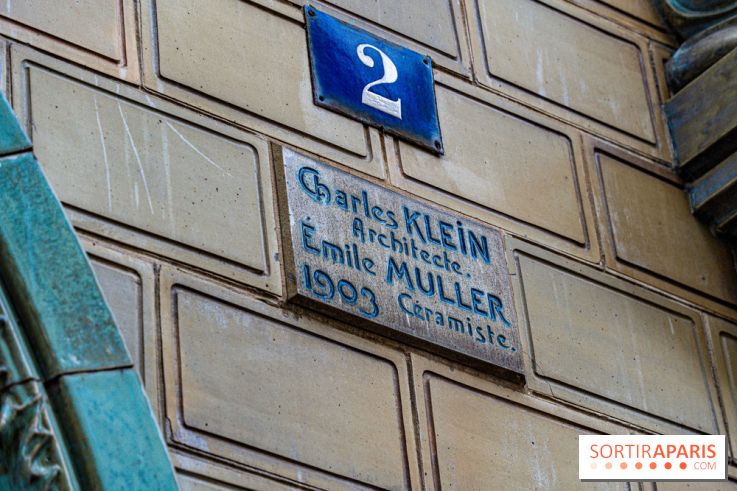 2
Charles KLEIN
Architecte.
Émile MULLER
1903 Céramiste.
SORTIRAPARIS
.COM